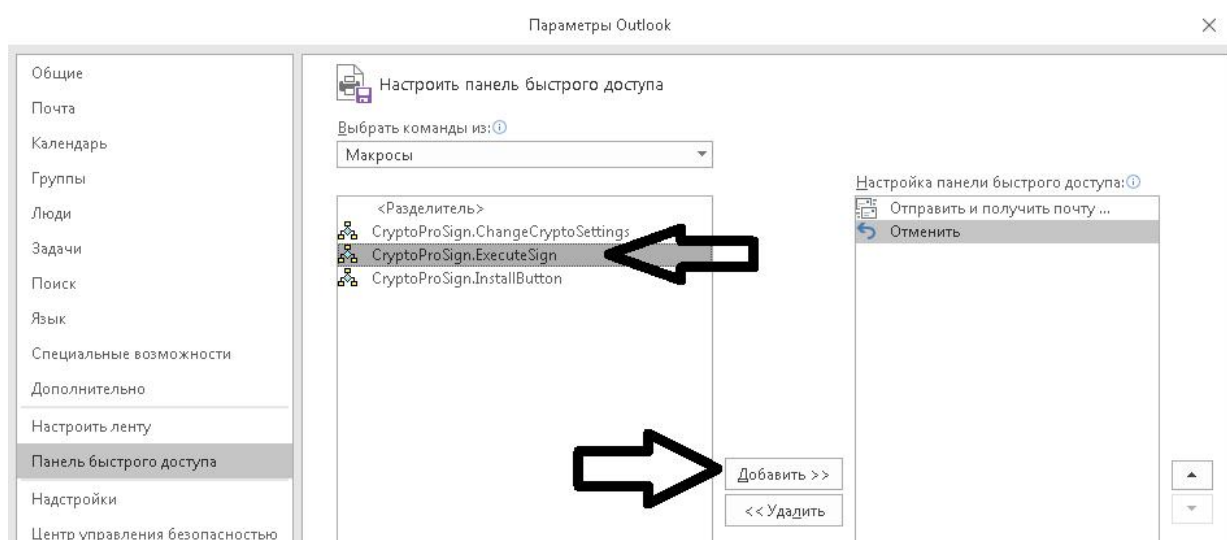 Параметры Outlook
Общие
Почта
Календарь
Группы
Люди
Задачи
Поиск
Язык
Специальные возможности
Дополнительно
Настроить ленту
Панель быстрого доступа
Надстройки
Центр управления безопасностью
Настроить панель быстрого доступа
Выбрать команды из:
Макросы
<Разделитель>
CryptoProSign.ChangeCryptoSettings
CryptoProSign.ExecuteSign
CryptoProSign.InstallButton
Добавить >>
<< Удалить
Настройка панели быстрого доступа:
Отправить и получить почту ...
Отменить